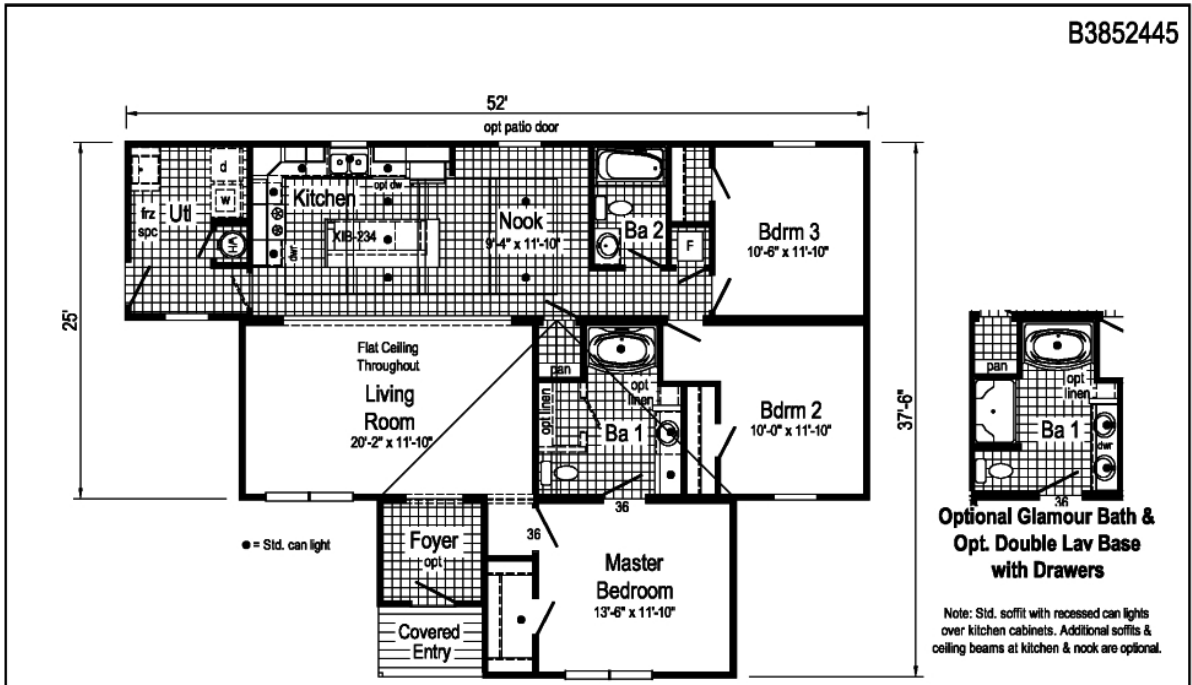 B3852445
52'
opt patio door
25'
37'-6"
Utl
d
w
frz
spc
WH
Kitchen
opt dw
XIB-234
dwr
Nook
9'-4" x 11'-10"
Ba 2
F
Bdrm 3
10'-6" x 11'-10"
Flat Ceiling
Throughout
Living
Room
20'-2" x 11'-10"
pan
opt linen
opt
linen
Ba 1
Bdrm 2
10'-0" x 11'-10"
36
36
● = Std. can light
Foyer
opt
Covered
Entry
Master
Bedroom
13'-6" x 11'-10"
pan
opt
linen
Ba 1
dwr
36
Optional Glamour Bath &
Opt. Double Lav Base
with Drawers
Note: Std. soffit with recessed can lights
over kitchen cabinets. Additional soffits &
ceiling beams at kitchen & nook are optional.